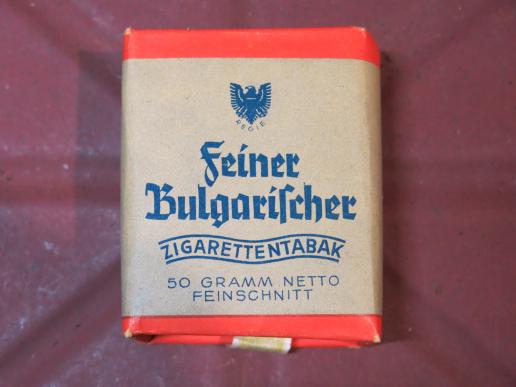 REGIE
Feiner
Bulgariſcher
ZIGARETTENTABAK
50 GRAMM NETTO
FEINSCHNITT